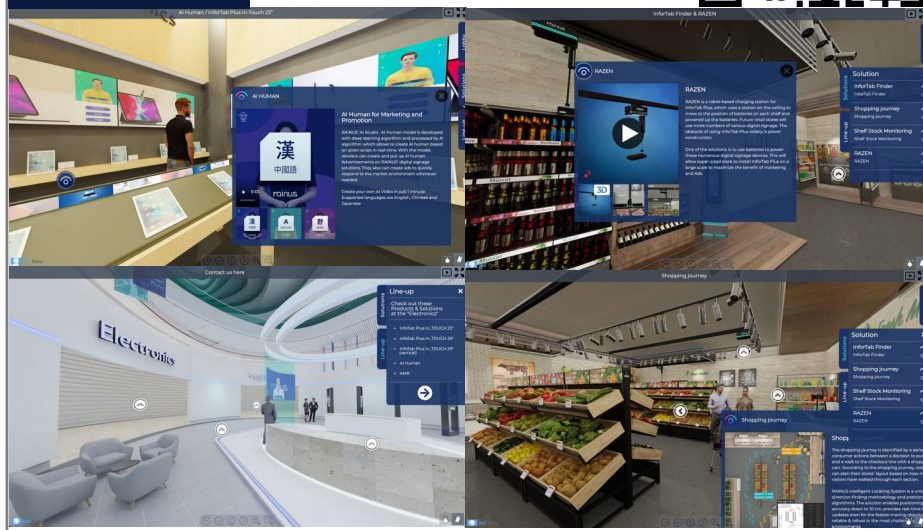 AI Human / InforTab Plus in-Touch 23"
AI HUMAN
漢
中國語
rainus
0:00
漢
A
한
AI Human for Marketing and
Promotion
RAINUS' AI Studio : AI Human model is developed
with deep learning algorithm and processed by AI
algorithm which allows to create AI human based
on given script in real-time. With the model,
retailers can create and put up AI human
Advertisements on RAINUS' digital signage
solutions. They also can create ads to quickly
respond to the market environment whenever
needed
Create your own AI Video in just 1 minute
Supported languages are English, Chinese and
Japanese
Solutions
InforTab Finder & RAZEN
RAZEN
3D
RAZEN
RAZEN is a robot-based charging station for
InforTab Plus, which uses a station on the ceiling to
move to the position of batteries on each shelf and
powered up the batteries. Future retail stores will
use more numbers of various digital signage. The
obstacle of using InforTab Plus widely is power
construction.
One of the solutions is to use batteries to power
those numerous digital signage devices. This will
allow super-sized store to install InforTab Plus on a
large scale to maximize the benefit of marketing
and Ads.
Solutions
Line-up
Solution
InforTab Finder
InforTab Finder
Shopping Journey
Shopping journey
Shelf Stock Monitoring
Shelf Stock Monitoring
RAZEN
RAZEN
Contact us here
Electronics
Solutions
Line-up
Line-up
Check out these
Products & Solutions
at the "Electronics"
InfoTab Plus in_TOUCH 23"
InfoTab Plus in_TOUCH 29"
InfoTab Plus in_TOUCH 29"
(vertical)
AI Human
AMR
Shopping journey
Solutions
Line-up
Solution
InforTab Finder
InforTab Finder
Shopping Journey
Shopping journey
Shelf Stock Monitoring
Shelf Stock Monitoring
RAZEN
RAZEN
Shopping journey
The shopping journey is identified by a
consumer actions between a decision to
and a walk to the checkout line with a
cart. According to the shopping journey,
can plan their stores' layout based on how
visitors have walked through each section.
RAINUS Intelligent Locating System is a
direction finding methodology and
algorithms. The solution enables positioning
accuracy down to 10 cm, provides real-time
updates even for the fastest-moving objects
reliable & robust in the most
environments